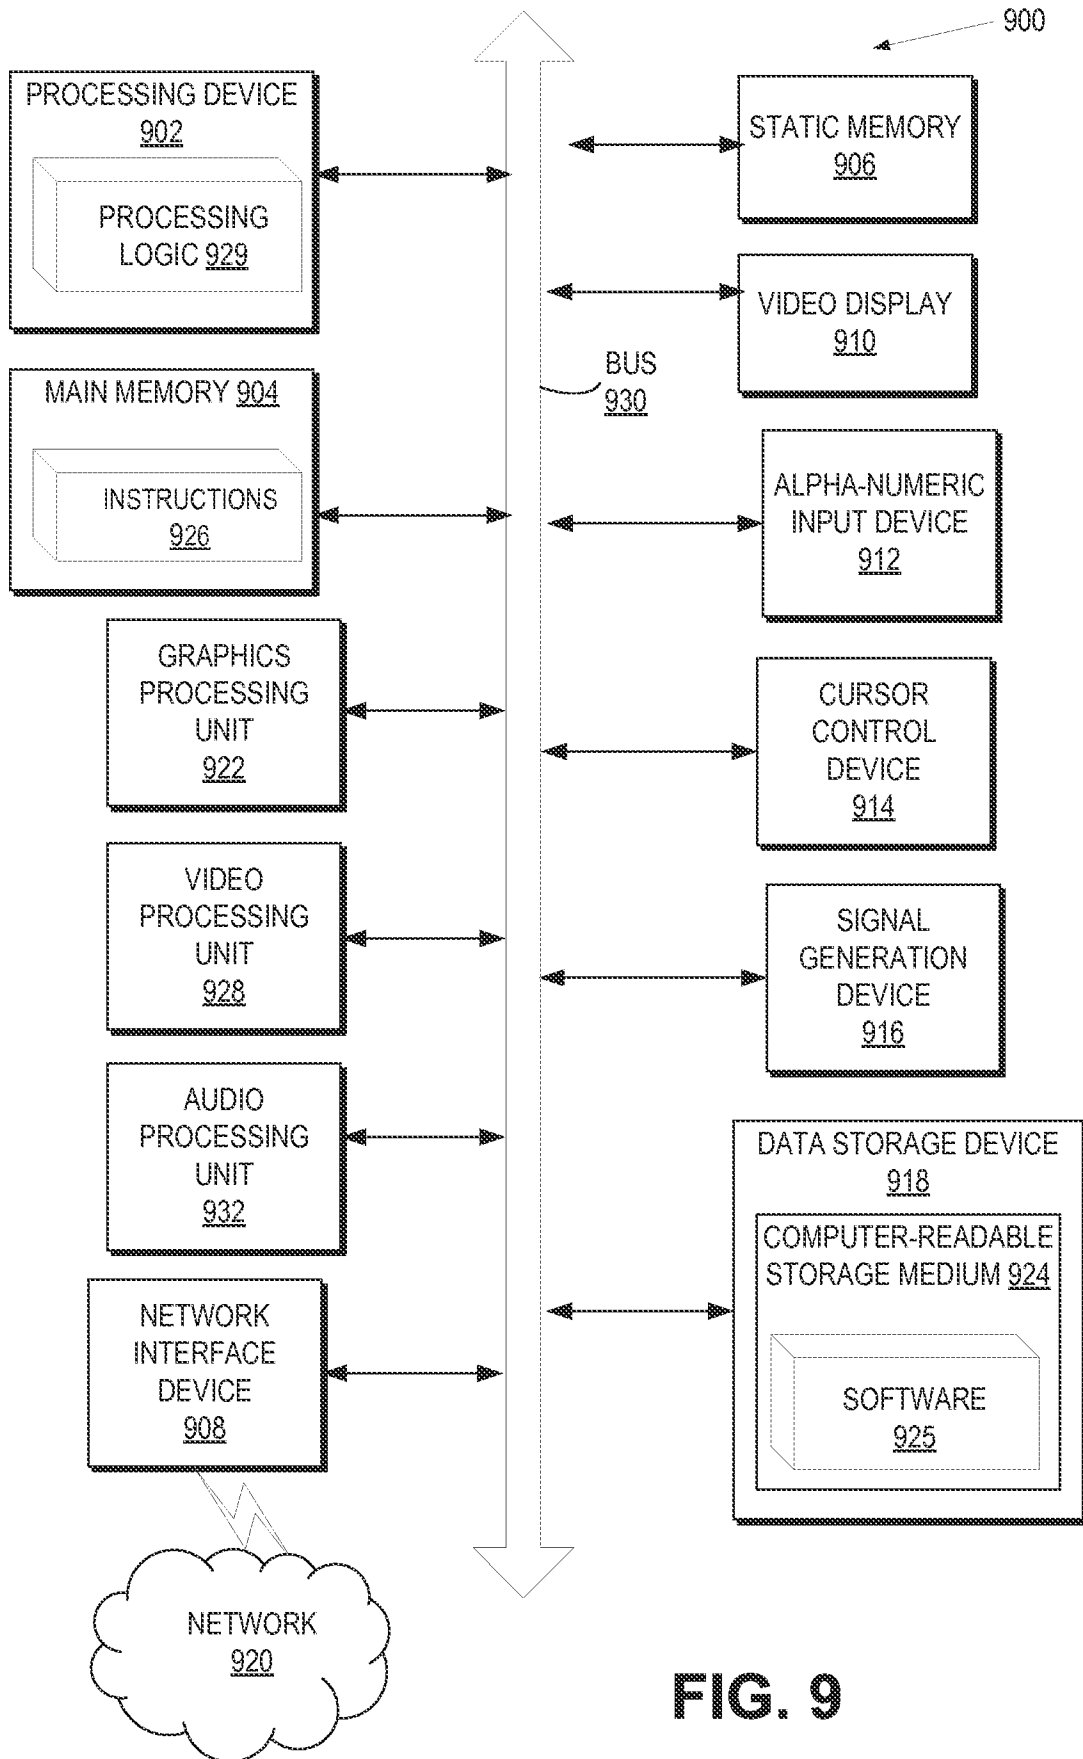 900
PROCESSING DEVICE
902
PROCESSING
LOGIC 929
MAIN MEMORY 904
INSTRUCTIONS
926
GRAPHICS
PROCESSING
UNIT
922
VIDEO
PROCESSING
UNIT
928
AUDIO
PROCESSING
UNIT
932
NETWORK
INTERFACE
DEVICE
908
NETWORK
920
BUS
930
STATIC MEMORY
906
VIDEO DISPLAY
910
ALPHA-NUMERIC
INPUT DEVICE
912
CURSOR
CONTROL
DEVICE
914
SIGNAL
GENERATION
DEVICE
916
DATA STORAGE DEVICE
918
COMPUTER-READABLE
STORAGE MEDIUM 924
SOFTWARE
925
FIG. 9